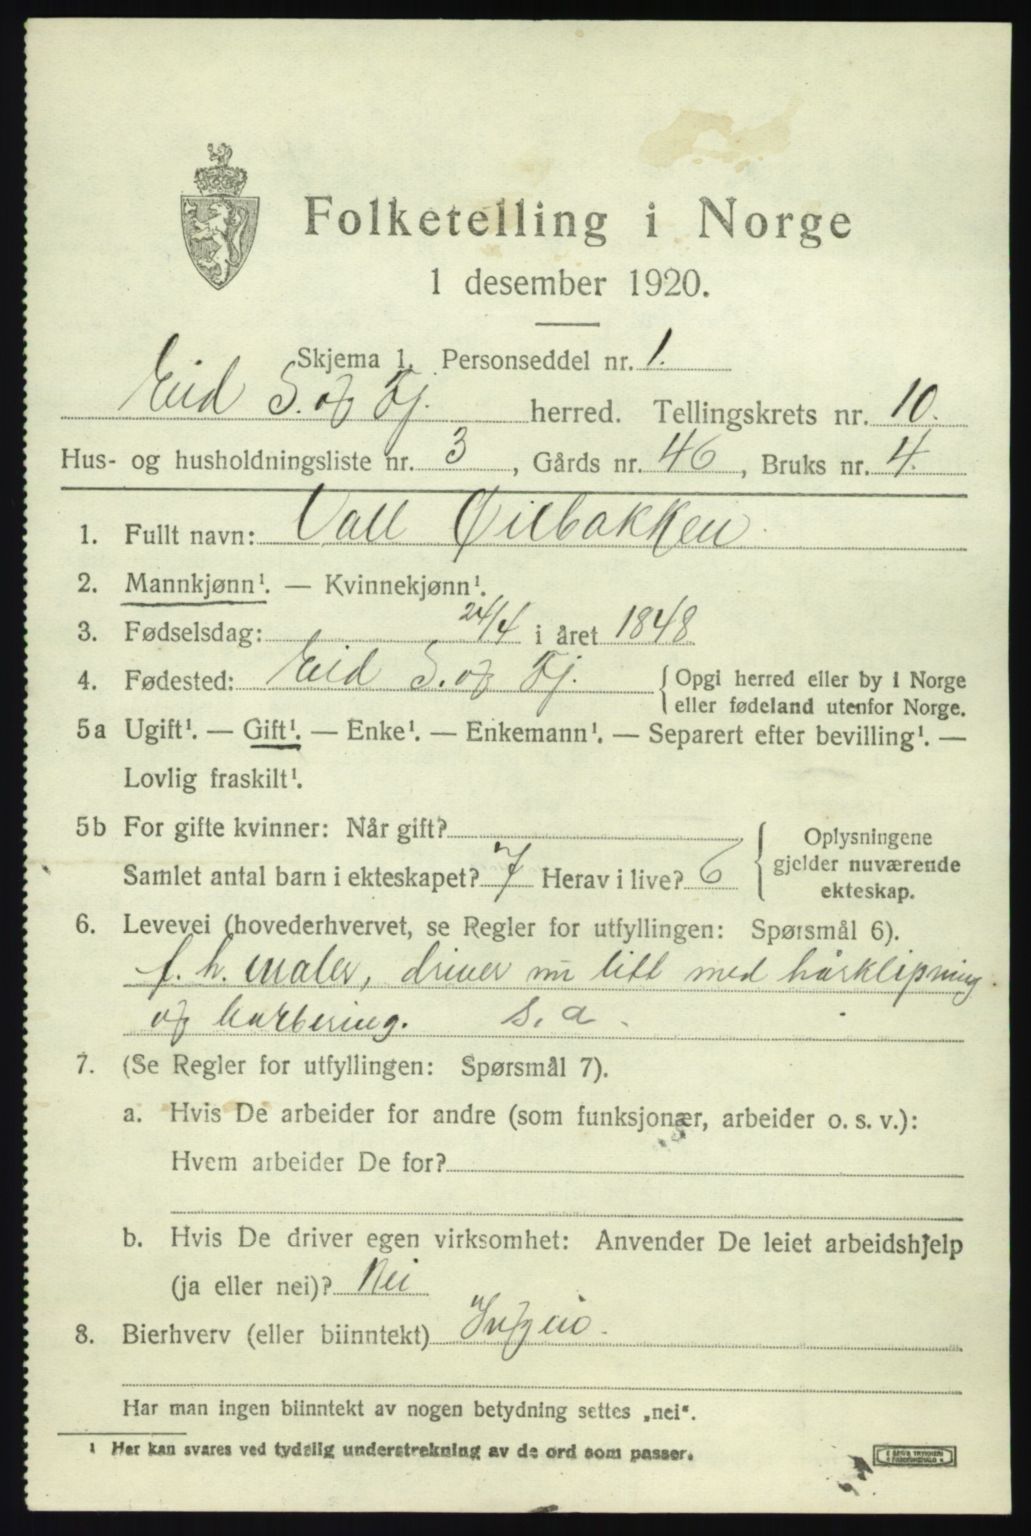 Folketelling i Norge
1 desember 1920.
Skjema 1. Personseddel nr. 1.
Eid S. og Fj. herred. Tellingskrets nr. 10.
Hus- og husholdningsliste nr. 3, Gårds nr. 46, Bruks nr. 4.
1. Fullt navn: Øilbakken
2. Mannkjønn¹. — Kvinnekjønn¹.
3. Fødselsdag: 24/4 i året 1848
4. Fødested: Eid S. og Fj. { Opgi herred eller by i Norge
eller fødeland utenfor Norge.
5a Ugift¹. — Gift¹. — Enke¹. — Enkemann¹. — Separert efter bevilling¹. —
Lovlig fraskilt¹.
5b For gifte kvinner: Når gift? { Oplysningene
gjelder nuværende
ekteskap.
Samlet antal barn i ekteskapet? 7 Herav i live? 6
6. Levevei (hovederhvervet, se Regler for utfyllingen: Spørsmål 6).
f. h. maler, driver nu litt med hårklipning
og barbering. s. a.
7. (Se Regler for utfyllingen: Spørsmål 7).
a. Hvis De arbeider for andre (som funksjonær, arbeider o. s. v.):
Hvem arbeider De for?
b. Hvis De driver egen virksomhet: Anvender De leiet arbeidshjelp
(ja eller nei)? Nei
8. Bierhverv (eller biinntekt) Ingen.
Har man ingen biinntekt av nogen betydning settes „nei".
1 Her kan svares ved tydelig understrekning av de ord som passer.